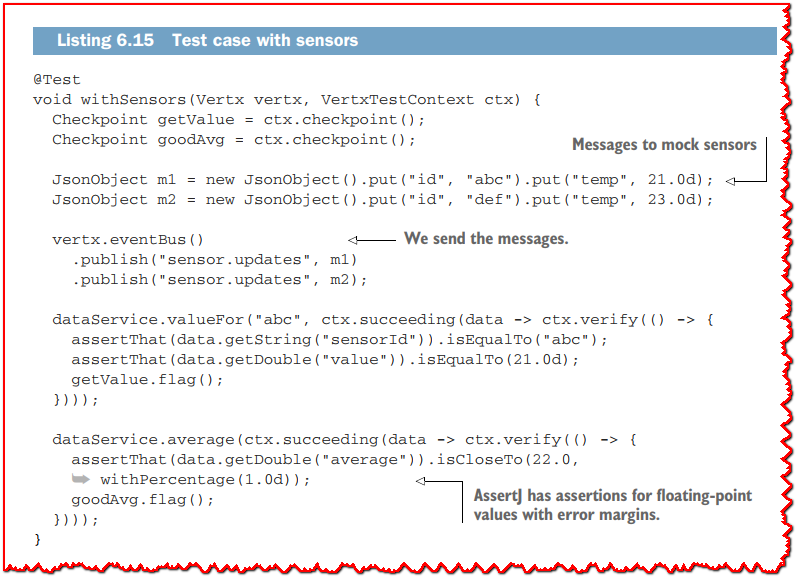 Listing 6.15 Test case with sensors
@Test
void withSensors(Vertx vertx, VertxTestContext ctx) {
  Checkpoint getValue = ctx.checkpoint();
  Checkpoint goodAvg = ctx.checkpoint();
Messages to mock sensors
  JsonObject m1 = new JsonObject().put("id", "abc").put("temp", 21.0d);
  JsonObject m2 = new JsonObject().put("id", "def").put("temp", 23.0d);
  vertx.eventBus()
We send the messages.
    .publish("sensor.updates", m1)
    .publish("sensor.updates", m2);
  dataService.valueFor("abc", ctx.succeeding(data -> ctx.verify(() -> {
    assertThat(data.getString("sensorId")).isEqualTo("abc");
    assertThat(data.getDouble("value")).isEqualTo(21.0d);
    getValue.flag();
  })));
  dataService.average(ctx.succeeding(data -> ctx.verify(() -> {
    assertThat(data.getDouble("average")).isCloseTo(22.0,
    ➥ withPercentage(1.0d));
    goodAvg.flag();
  })));
}
AssertJ has assertions for floating-point
values with error margins.